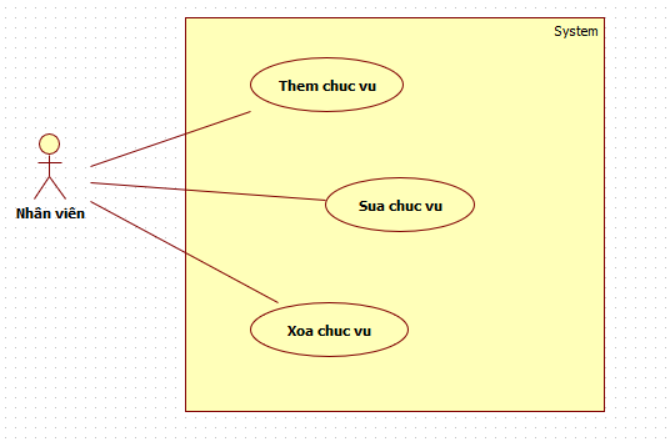 System
Them chuc vu
Nhân viên
Sua chuc vu
Xoa chuc vu